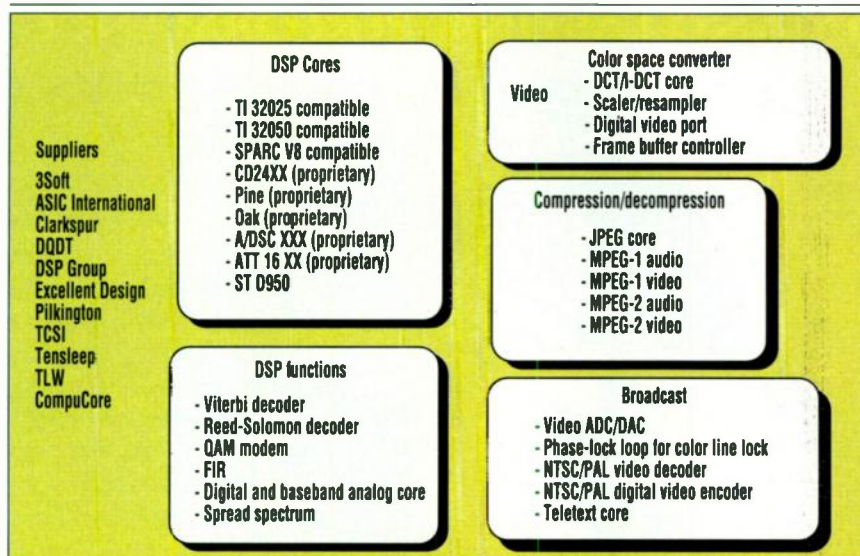 Suppliers
3Soft
ASIC International
Clarkspur
DQDT
DSP Group
Excellent Design
Pilkington
TCSI
Tensleep
TLW
CompuCore
DSP Cores
- TI 32025 compatible
- TI 32050 compatible
- SPARC V8 compatible
- CD24XX (proprietary)
- Pine (proprietary)
- Oak (proprietary)
- A/DSC XXX (proprietary)
- ATT 16 XX (proprietary)
- ST D950
DSP functions
- Viterbi decoder
- Reed-Solomon decoder
- QAM modem
- FIR
- Digital and baseband analog core
- Spread spectrum
Video
Color space converter
- DCT/I-DCT core
- Scaler/resampler
- Digital video port
- Frame buffer controller
Compression/decompression
- JPEG core
- MPEG-1 audio
- MPEG-1 video
- MPEG-2 audio
- MPEG-2 video
Broadcast
- Video ADC/DAC
- Phase-lock loop for color line lock
- NTSC/PAL video decoder
- NTSC/PAL digital video encoder
- Teletext core